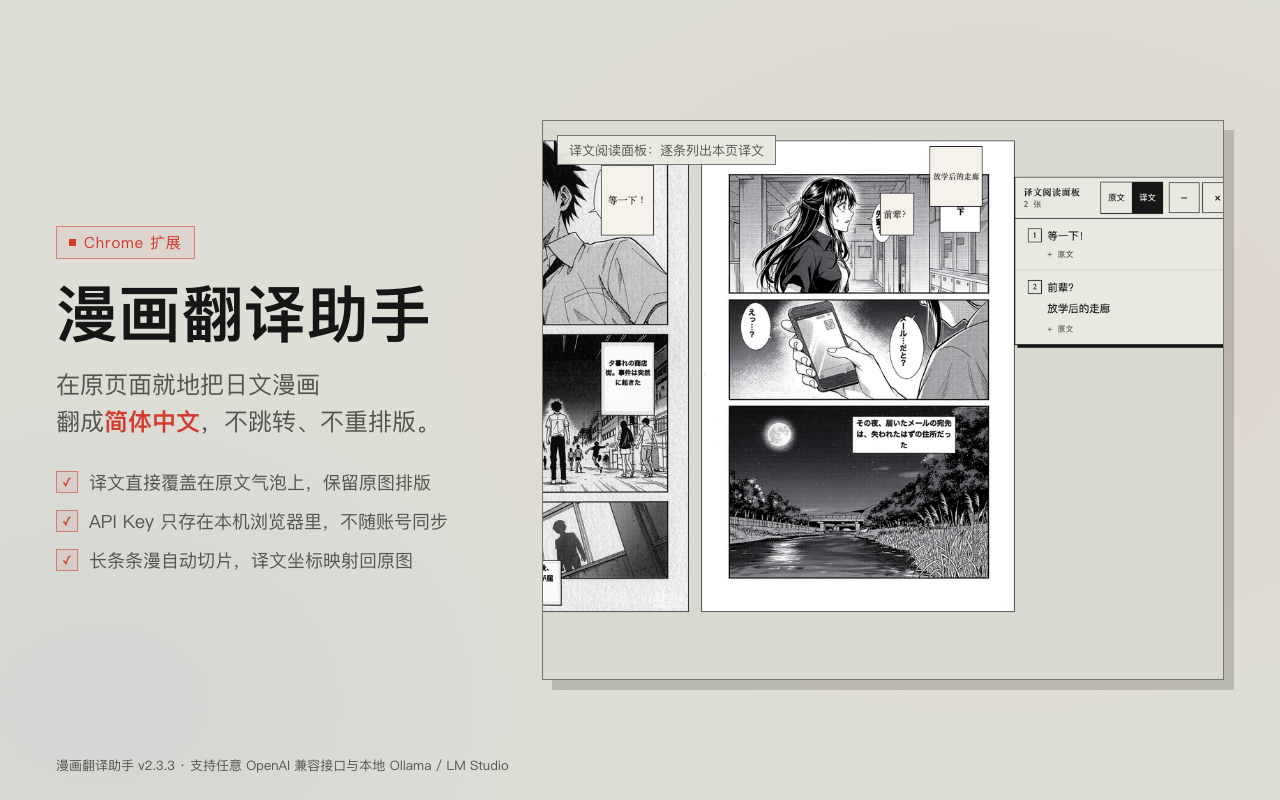 Chrome 扩展
漫画翻译助手
在原页面就地把日文漫画
翻成简体中文，不跳转、不重排版。
✓ 译文直接覆盖在原文气泡上，保留原图排版
✓ API Key 只存在本机浏览器里，不随账号同步
✓ 长条条漫自动切片，译文坐标映射回原图
漫画翻译助手 v2.3.3 · 支持任意 OpenAI 兼容接口与本地 Ollama / LM Studio
译文阅读面板：逐条列出本页译文
等一下！
夕暮れの商店
街。事件は突然
に起きた
放学后的走廊
下
前辈?
えっ…?
メール…だと?
その夜、届いたメールの宛先
は、失われたはずの住所だっ
た
译文阅读面板
2 张
原文
译文
− ×
1 等一下!
+ 原文
2 前辈?
放学后的走廊
+ 原文